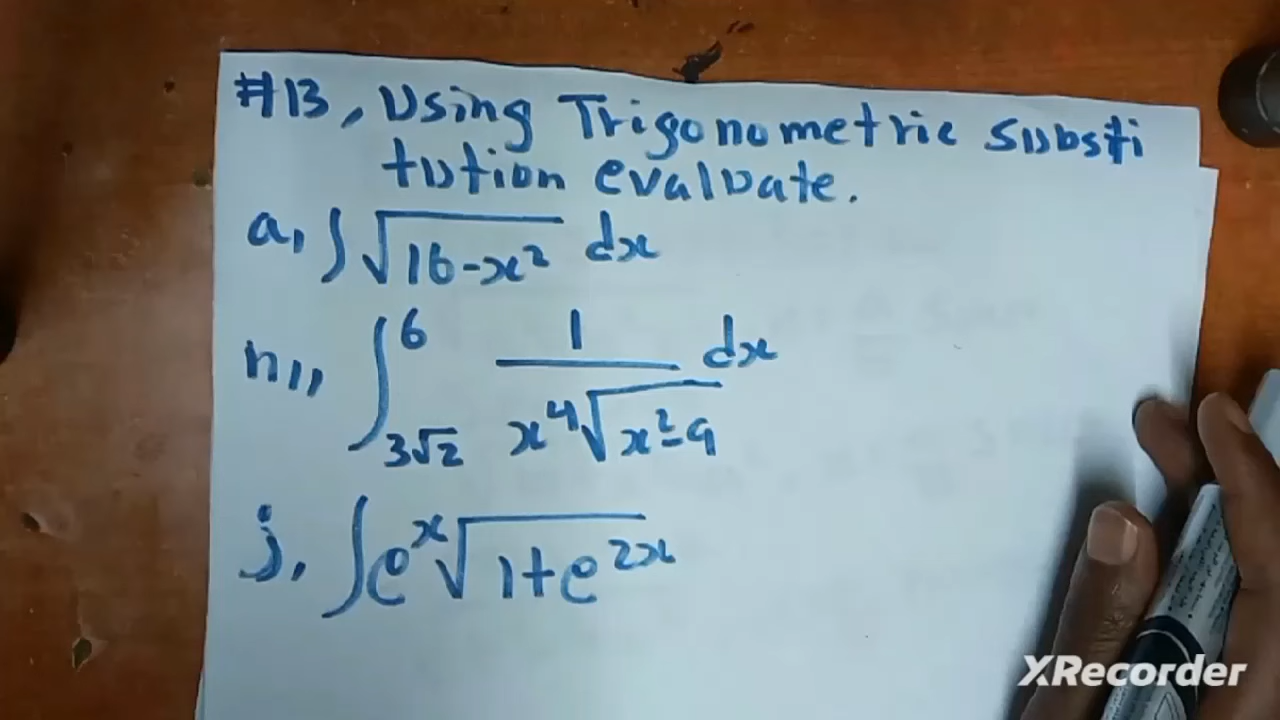 #13, Using Trigonometric Substi
tution evaluate.
a, ∫√(16-x²) dx
n,, ∫_{3√2}^{6} 1/(x⁴√(x²-9)) dx
j, ∫eˣ√(1+e²ˣ)
XRecorder